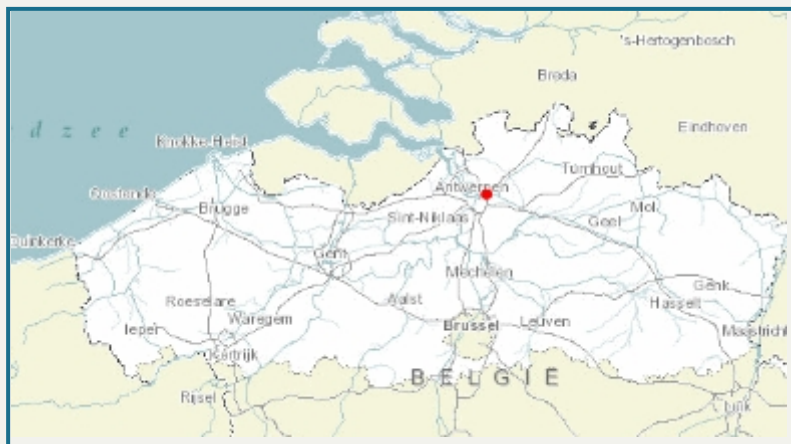 's-Hertogenbosch
Breda
dzee
Eindhoven
Knokke-Heist
Turnhout
Antwerpen
Oostende
Brugge
Mol
Sint-Niklaas
Geel
Duinkerke
Gent
Mechelen
Genk
Roeselare
Aalst
Hasselt
Ieper
Waregem
Brussel
Leuven
Maastricht
Kortrijk
BELGIË
Rijsel
Luik